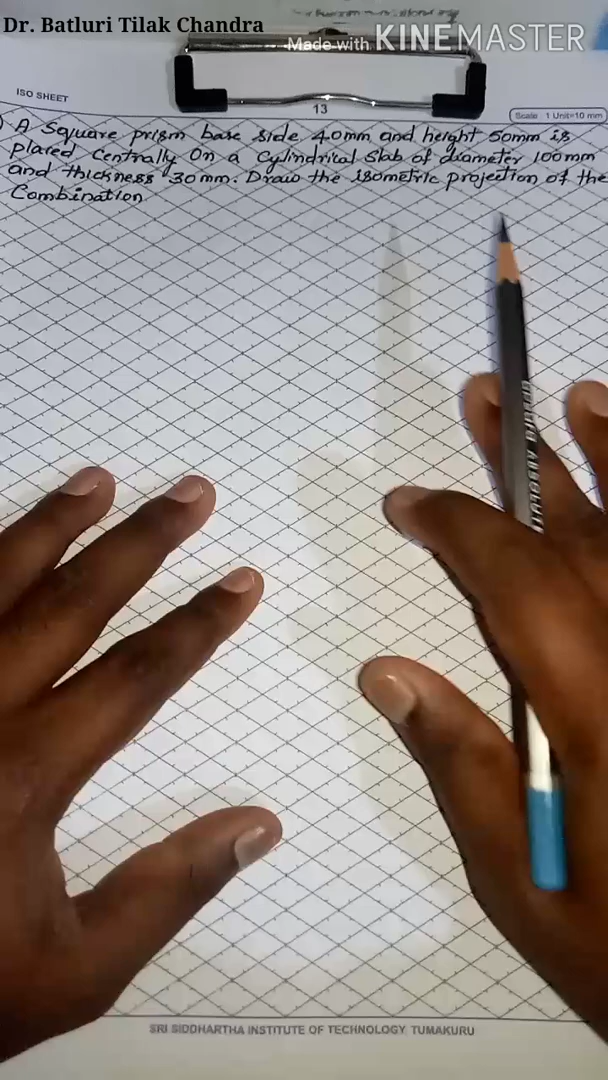 Dr. Batluri Tilak Chandra
Made with KINEMASTER
ISO SHEET
13
Scale 1 Unit=10 mm
) A Square prism base side 40mm and height 50mm is
placed centrally on a cylindrical slab of diameter 100mm
and thickness 30mm. Draw the isometric projection of the
Combination
SRI SIDDHARTHA INSTITUTE OF TECHNOLOGY TUMAKURU